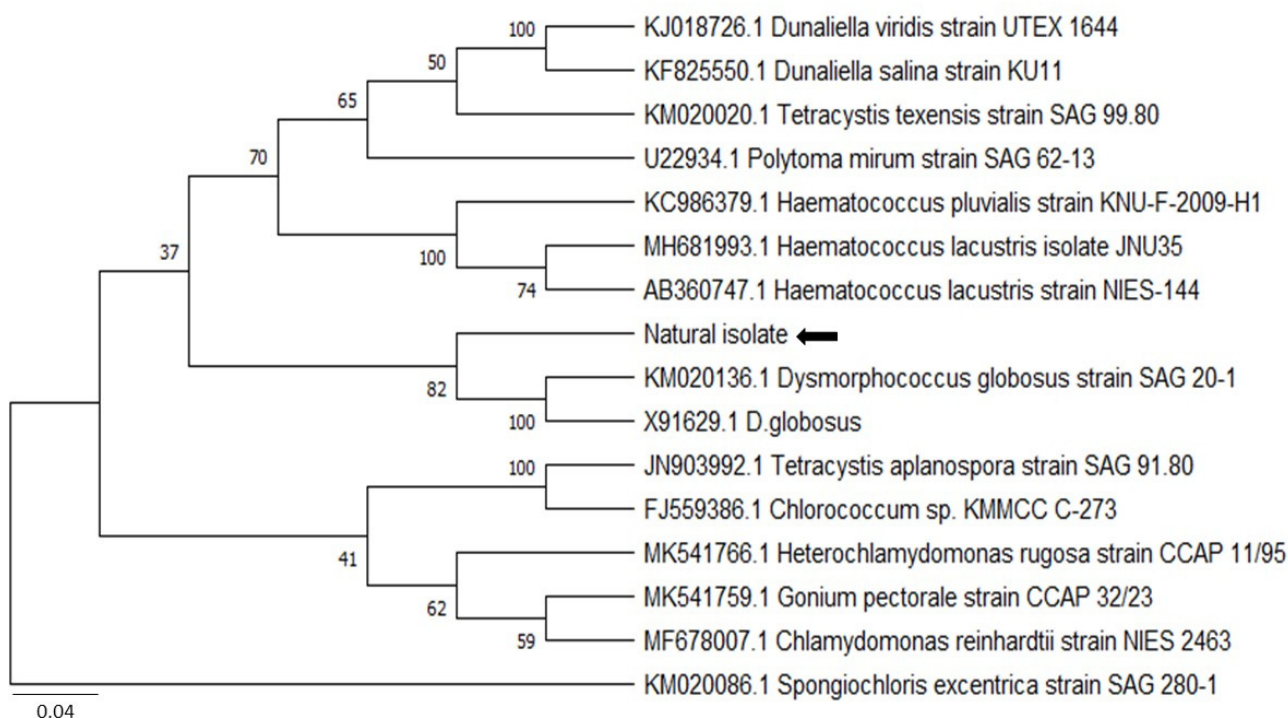 100
KJ018726.1 Dunaliella viridis strain UTEX 1644
50
KF825550.1 Dunaliella salina strain KU11
65
KM020020.1 Tetracystis texensis strain SAG 99.80
70
U22934.1 Polytoma mirum strain SAG 62-13
KC986379.1 Haematococcus pluvialis strain KNU-F-2009-H1
37
100
MH681993.1 Haematococcus lacustris isolate JNU35
74
AB360747.1 Haematococcus lacustris strain NIES-144
Natural isolate
82
KM020136.1 Dysmorphococcus globosus strain SAG 20-1
100
X91629.1 D.globosus
100
JN903992.1 Tetracystis aplanospora strain SAG 91.80
FJ559386.1 Chlorococcum sp. KMMCC C-273
41
MK541766.1 Heterochlamydomonas rugosa strain CCAP 11/95
62
MK541759.1 Gonium pectorale strain CCAP 32/23
59
MF678007.1 Chlamydomonas reinhardtii strain NIES 2463
KM020086.1 Spongiochloris excentrica strain SAG 280-1
0.04